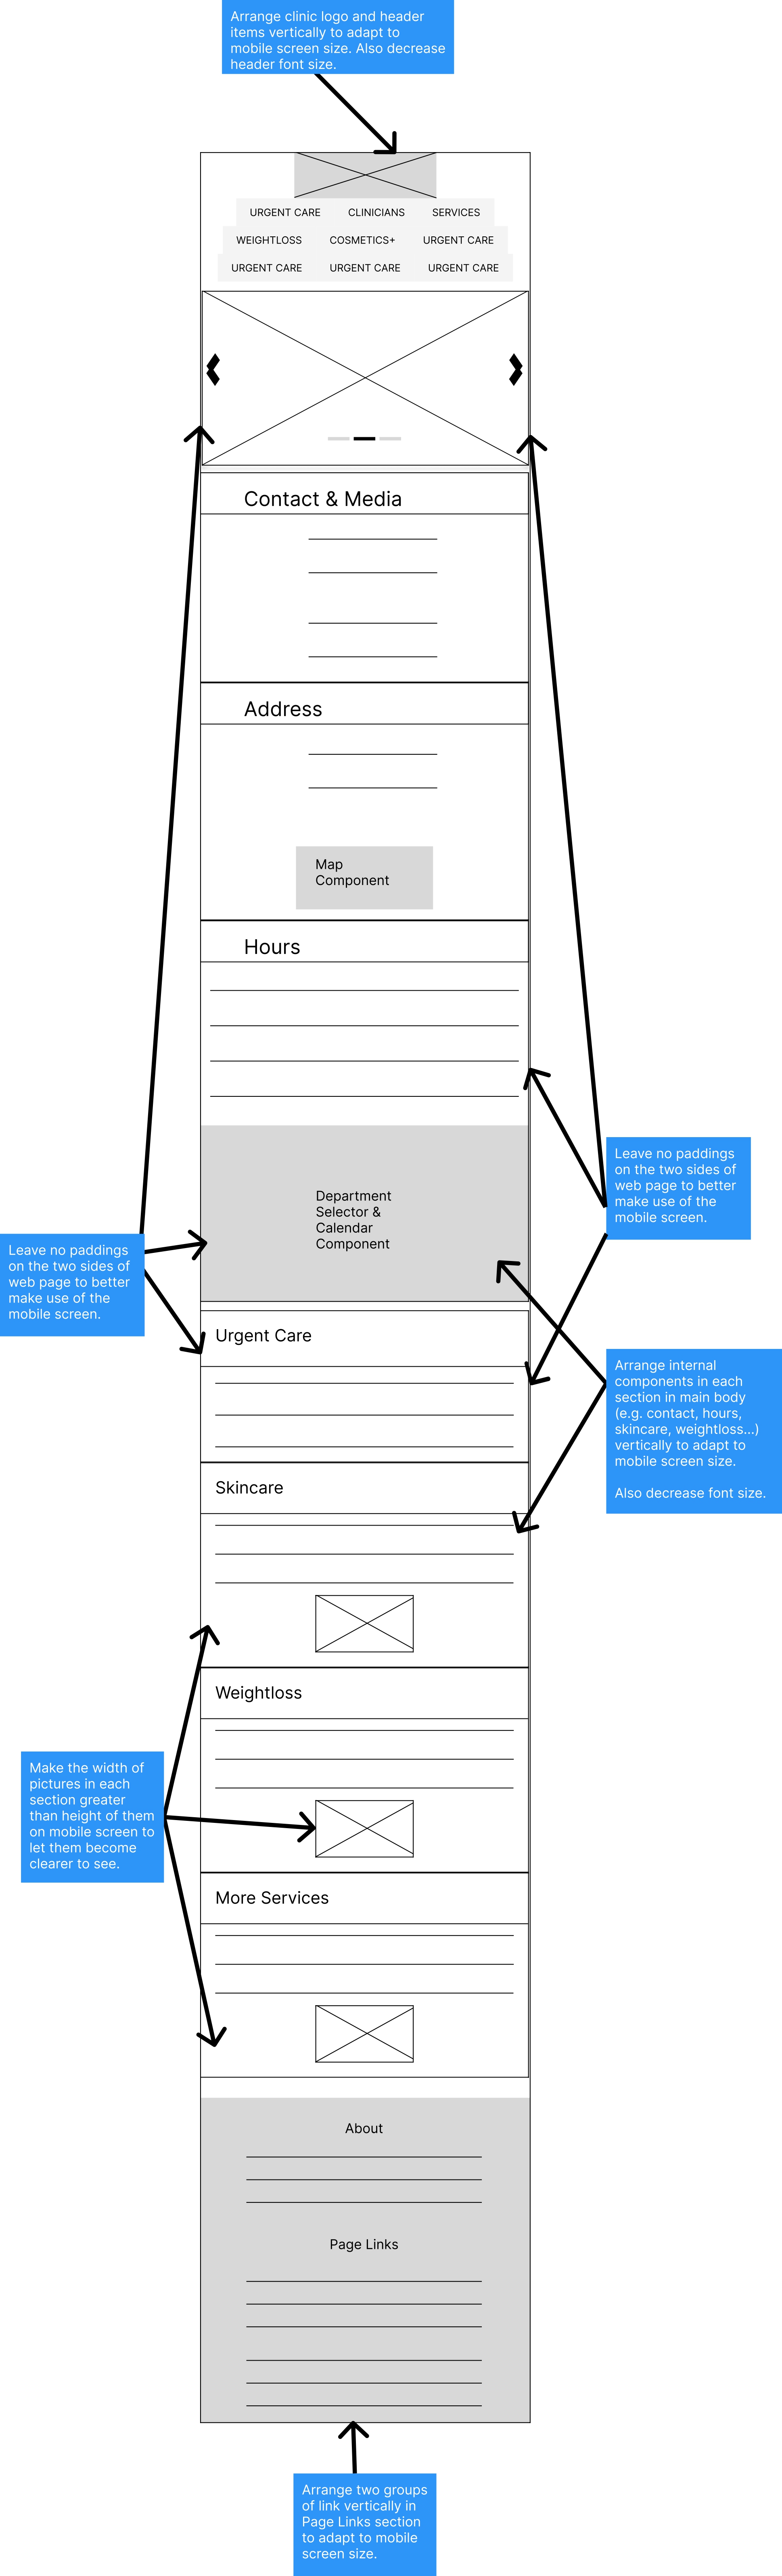 Arrange clinic logo and header
items vertically to adapt to
mobile screen size. Also decrease
header font size.
URGENT CARE CLINICIANS SERVICES
WEIGHTLOSS COSMETICS+ URGENT CARE
URGENT CARE URGENT CARE URGENT CARE
Contact & Media
Address
Map
Component
Hours
Leave no paddings
on the two sides of
web page to better
make use of the
mobile screen.
Department
Selector &
Calendar
Component
Leave no paddings
on the two sides of
web page to better
make use of the
mobile screen.
Urgent Care
Arrange internal
components in each
section in main body
(e.g. contact, hours,
skincare, weightloss...)
vertically to adapt to
mobile screen size.
Also decrease font size.
Skincare
Weightloss
Make the width of
pictures in each
section greater
than height of them
on mobile screen to
let them become
clearer to see.
More Services
About
Page Links
Arrange two groups
of link vertically in
Page Links section
to adapt to mobile
screen size.